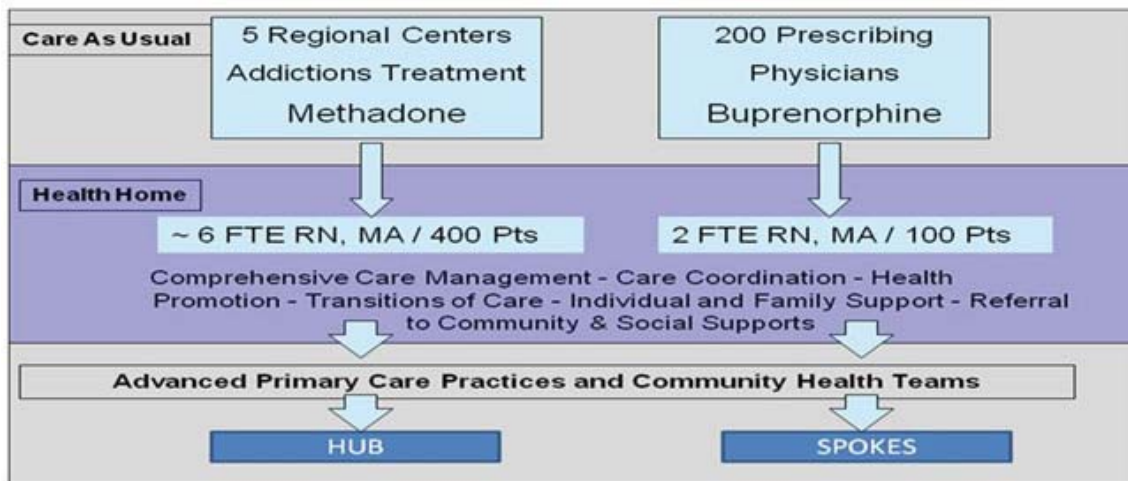 Care As Usual
5 Regional Centers
Addictions Treatment
Methadone
200 Prescribing
Physicians
Buprenorphine
Health Home
~ 6 FTE RN, MA / 400 Pts
2 FTE RN, MA / 100 Pts
Comprehensive Care Management - Care Coordination - Health
Promotion - Transitions of Care - Individual and Family Support - Referral
to Community & Social Supports
Advanced Primary Care Practices and Community Health Teams
HUB
SPOKES